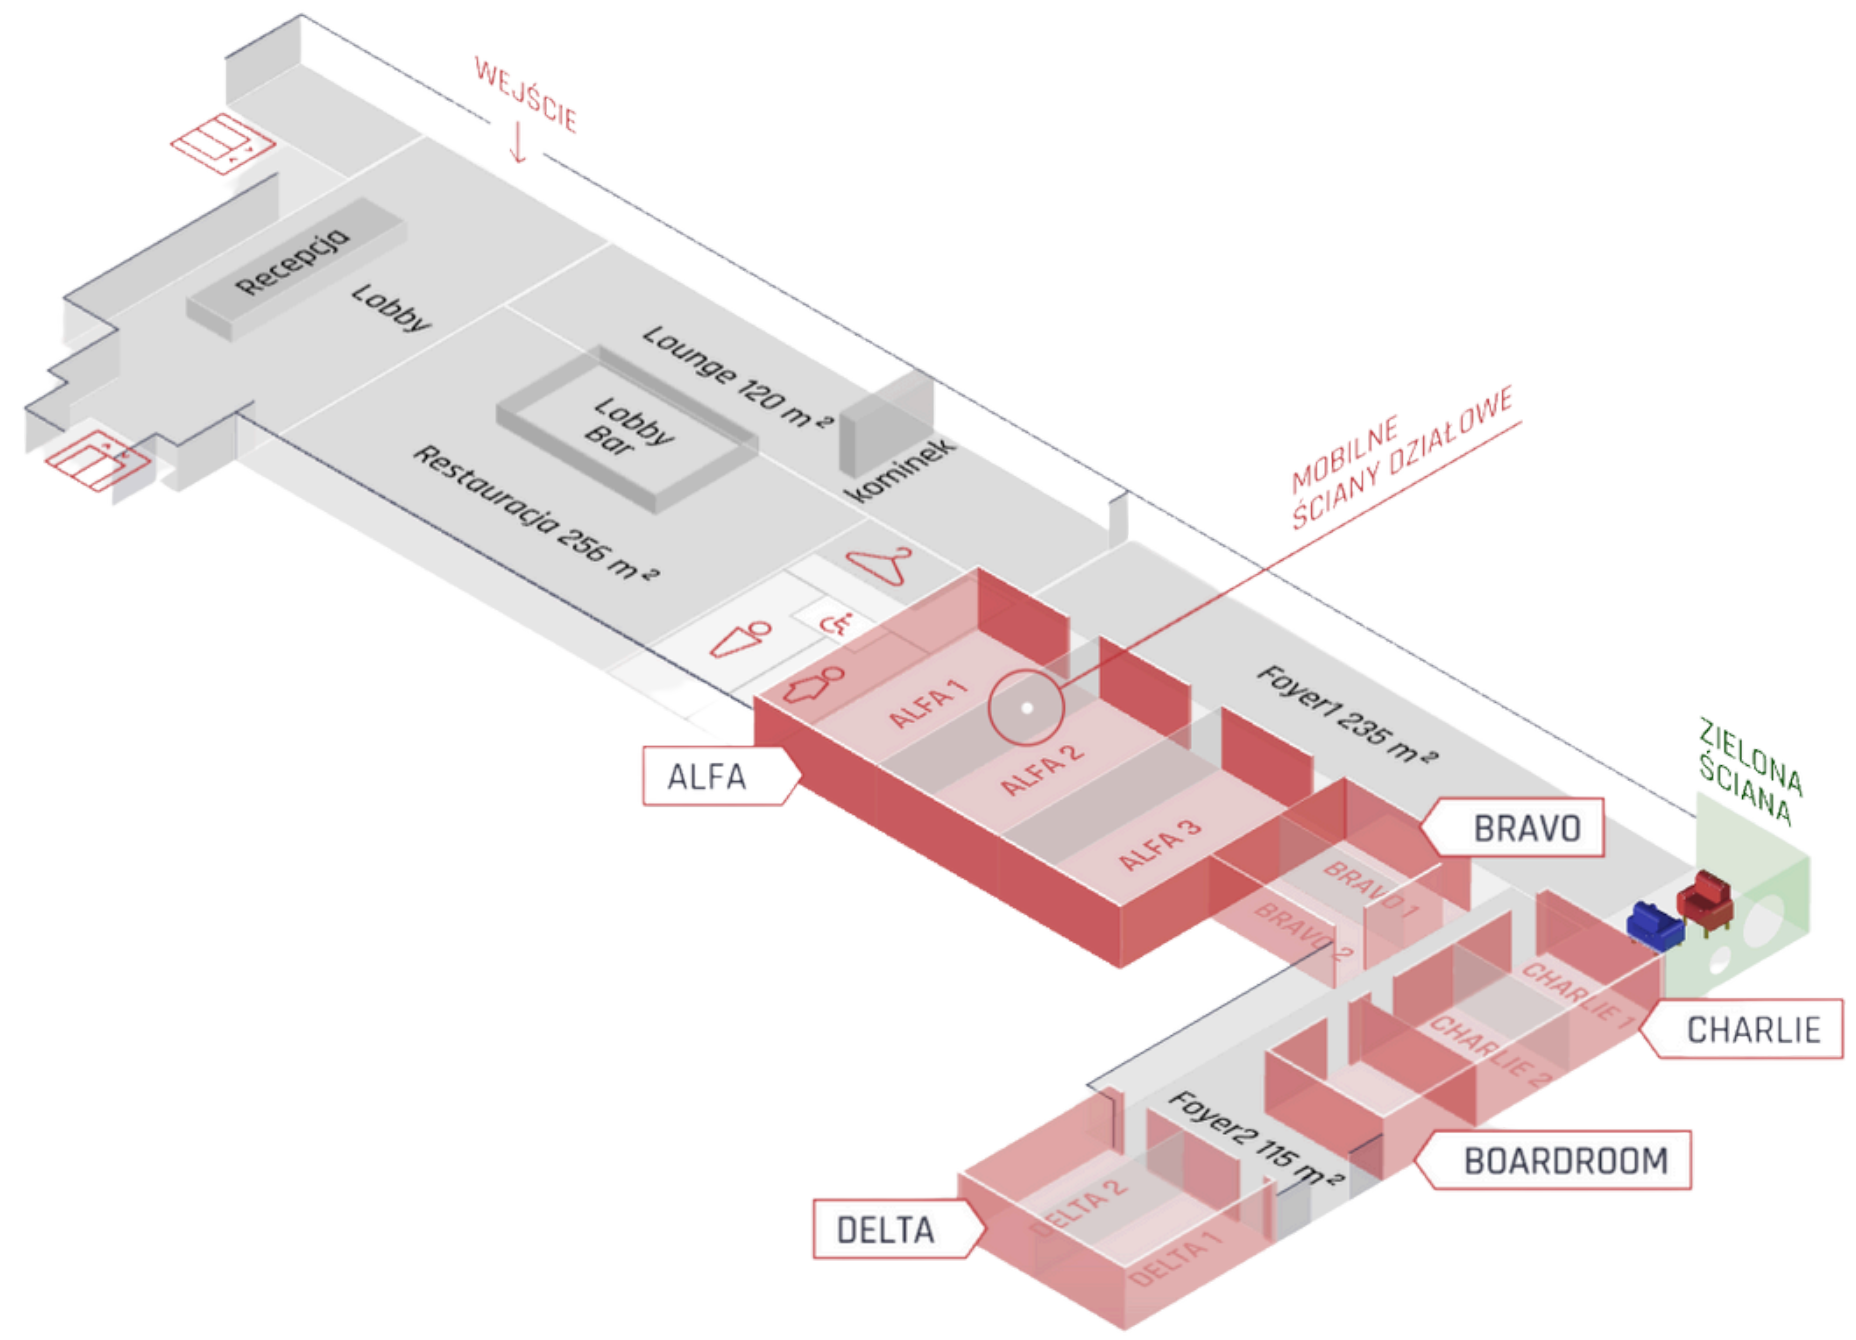 WEJŚCIE
Recepcja
Lobby
Lounge 120 m²
Lobby
Bar
kominek
Restauracja 256 m²
MOBILNE
ŚCIANY DZIAŁOWE
ALFA 1
ALFA 2
ALFA 3
ALFA
Foyer1 235 m²
ZIELONA
ŚCIANA
BRAVO
BRAVO 1
BRAVO 2
CHARLIE 1
CHARLIE 2
CHARLIE
Foyer2 115 m²
BOARDROOM
DELTA 2
DELTA 1
DELTA